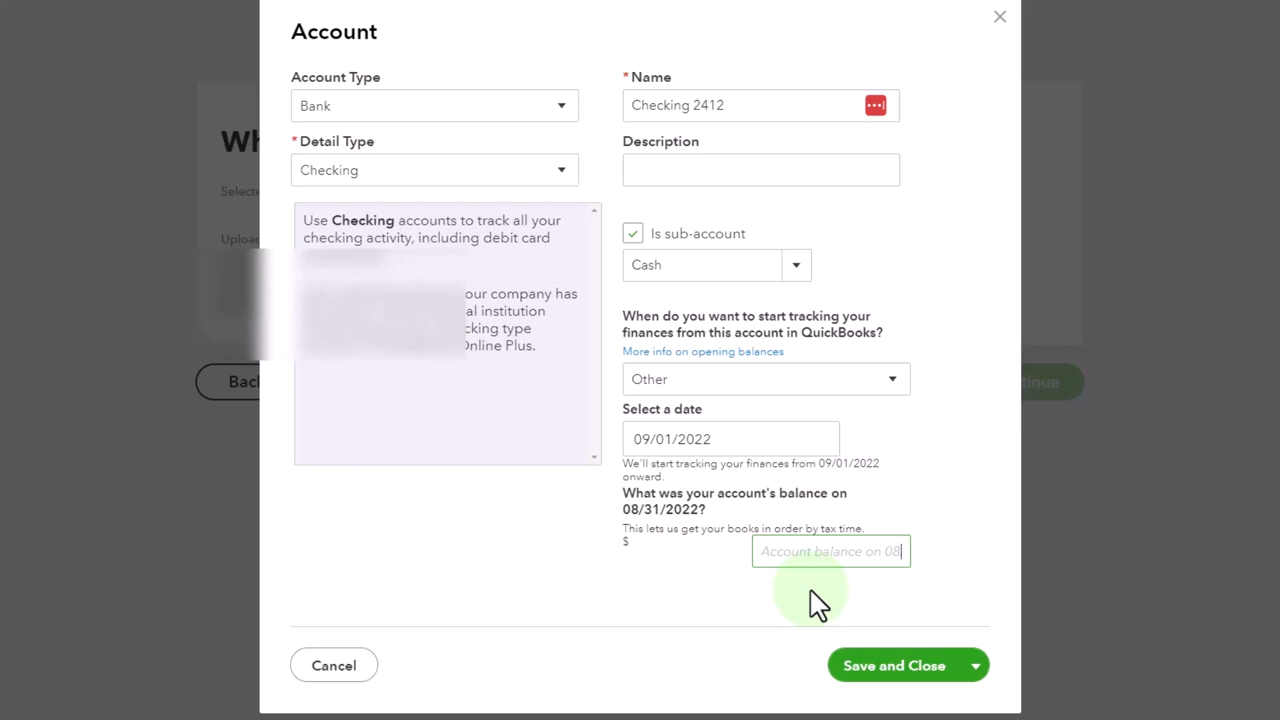 Account
Account Type
Bank
* Detail Type
Checking
Use Checking accounts to track all your
checking activity, including debit card
our company has
al institution
cking type
Online Plus.
* Name
Checking 2412
Description
Is sub-account
Cash
When do you want to start tracking your
finances from this account in QuickBooks?
More info on opening balances
Other
Select a date
09/01/2022
We'll start tracking your finances from 09/01/2022
onward.
What was your account's balance on
08/31/2022?
This lets us get your books in order by tax time.
$
Account balance on 08
Cancel
Save and Close
Wh
Selecte
Uploa
Bac
tinue